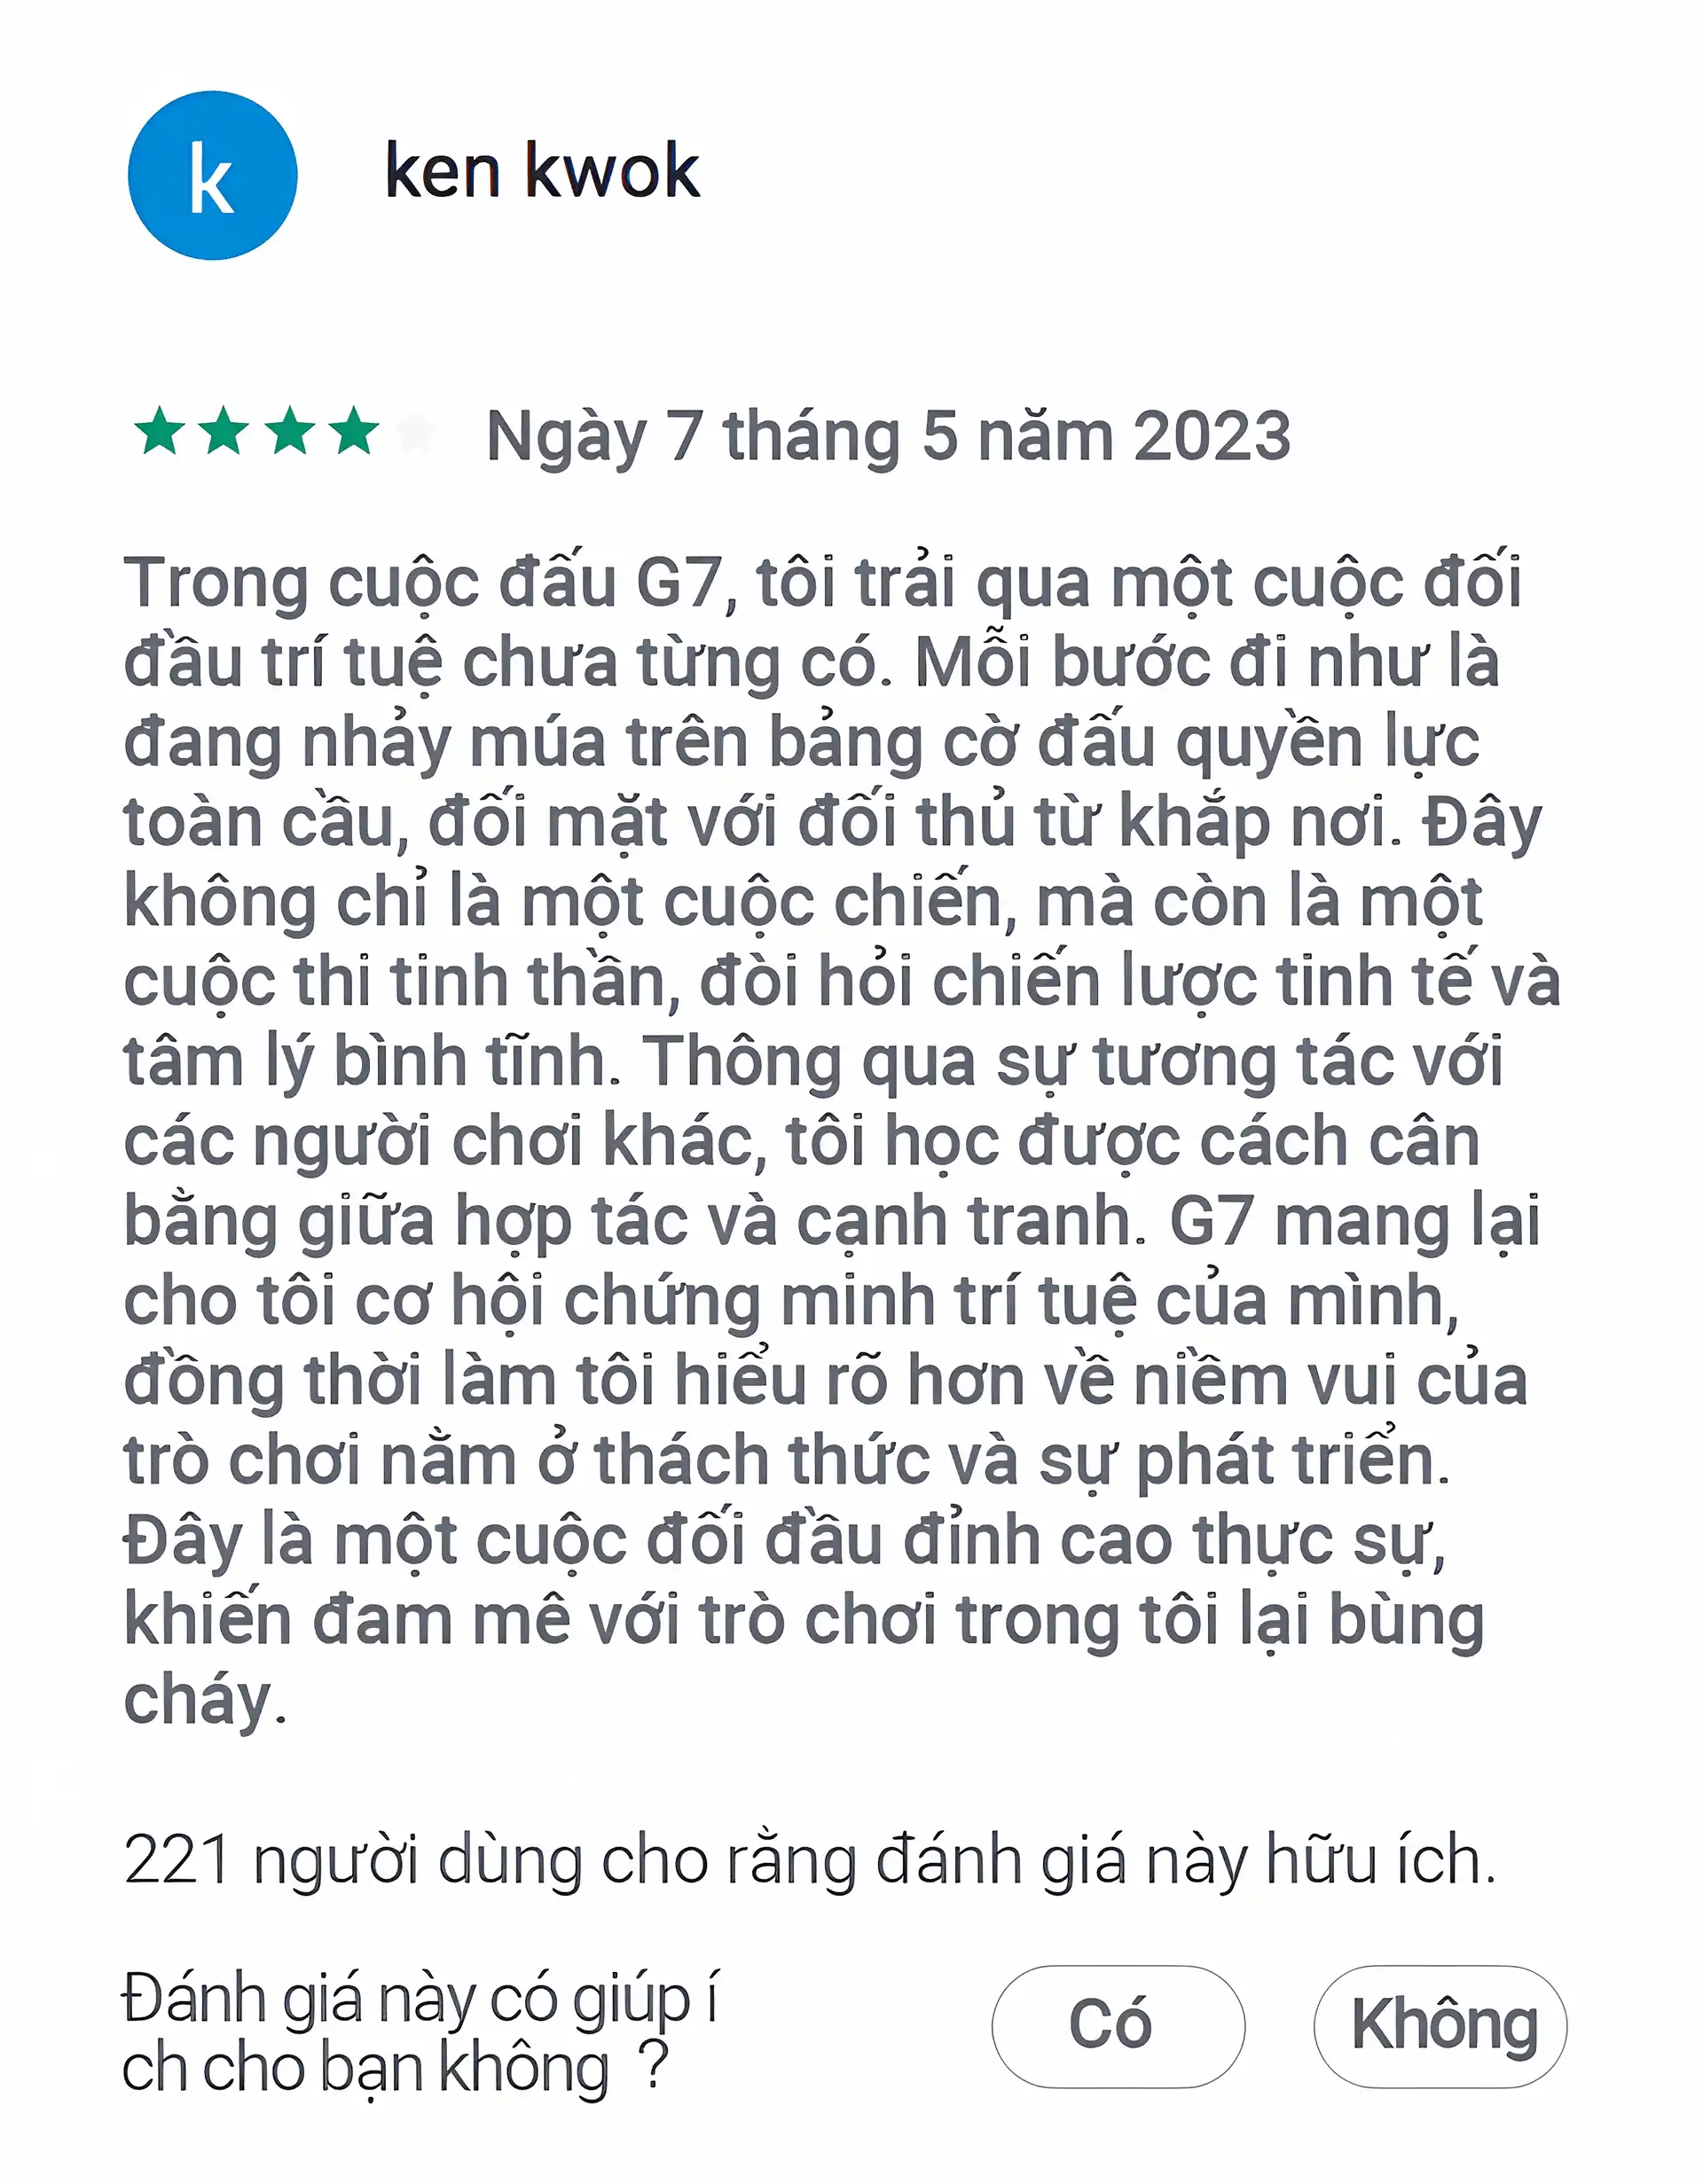 k
ken kwok
Ngày 7 tháng 5 năm 2023
Trong cuộc đấu G7, tôi trải qua một cuộc đối
đầu trí tuệ chưa từng có. Mỗi bước đi như là
đang nhảy múa trên bảng cờ đấu quyền lực
toàn cầu, đối mặt với đối thủ từ khắp nơi. Đây
không chỉ là một cuộc chiến, mà còn là một
cuộc thi tinh thần, đòi hỏi chiến lược tinh tế và
tâm lý bình tĩnh. Thông qua sự tương tác với
các người chơi khác, tôi học được cách cân
bằng giữa hợp tác và cạnh tranh. G7 mang lại
cho tôi cơ hội chứng minh trí tuệ của mình,
đồng thời làm tôi hiểu rõ hơn về niềm vui của
trò chơi nằm ở thách thức và sự phát triển.
Đây là một cuộc đối đầu đỉnh cao thực sự,
khiến đam mê với trò chơi trong tôi lại bùng
cháy.
221 người dùng cho rằng đánh giá này hữu ích.
Đánh giá này có giúp í
ch cho bạn không ?
Có
Không